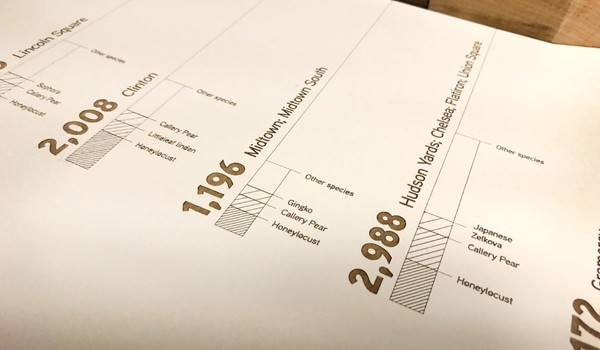 Lincoln Square
Other species
Sophora
Callery Pear
Honeylocust
2,008
Clinton
Other species
Callery Pear
Littleleaf linden
Honeylocust
1,196
Midtown; Midtown South
Other species
Gingko
Callery Pear
Honeylocust
2,988
Hudson Yards; Chelsea; Flatiron; Union Square
Other species
Japanese
Zelkova
Callery Pear
Honeylocust